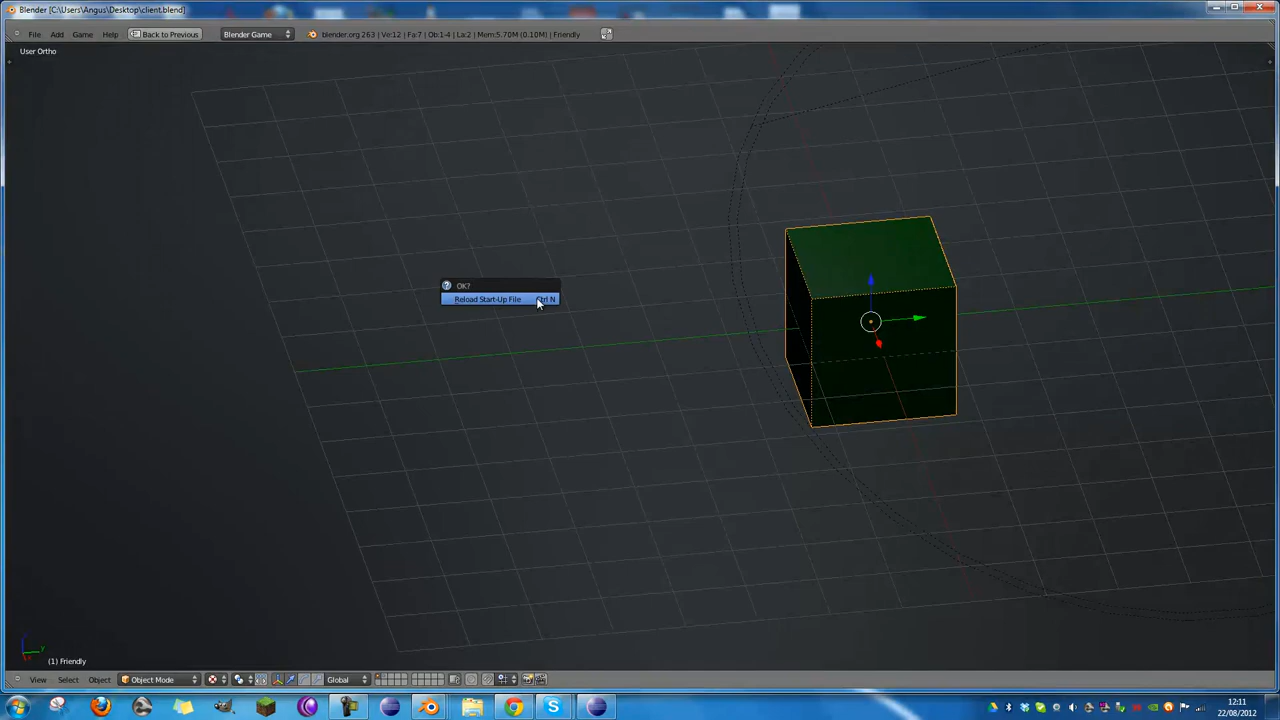 Blender [C:\Users\Angus\Desktop\client.blend]
File Add Game Help Back to Previous Blender Game blender.org 263 | Ve:12 | Fa:7 | Ob:1-4 | La:2 | Mem:5.70M (0.10M) | Friendly
User Ortho
OK?
Reload Start-Up File Ctrl N
(1) Friendly
View Select Object Object Mode Global
12:11
22/08/2012